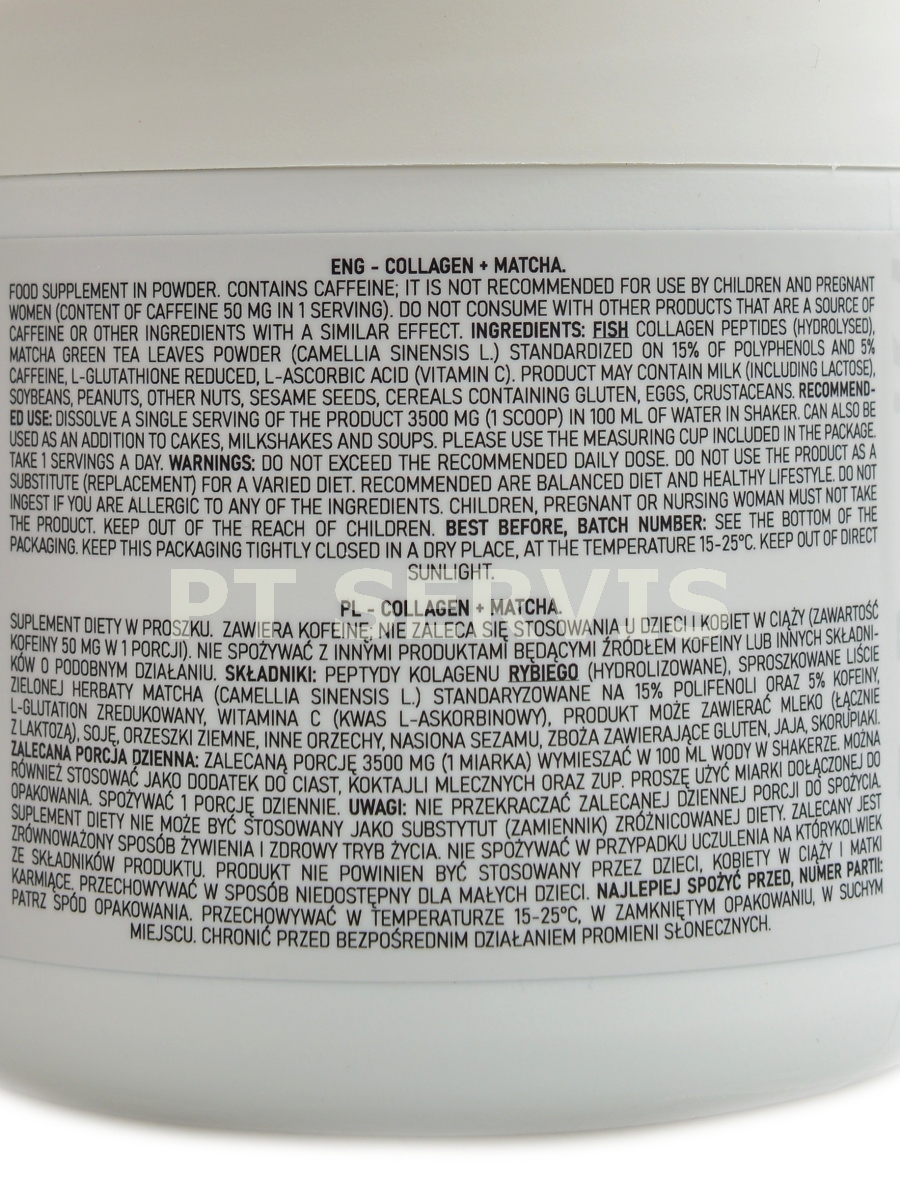 ENG - COLLAGEN + MATCHA.
FOOD SUPPLEMENT IN POWDER. CONTAINS CAFFEINE; IT IS NOT RECOMMENDED FOR USE BY CHILDREN AND PREGNANT
WOMEN (CONTENT OF CAFFEINE 50 MG IN 1 SERVING). DO NOT CONSUME WITH OTHER PRODUCTS THAT ARE A SOURCE OF
CAFFEINE OR OTHER INGREDIENTS WITH A SIMILAR EFFECT. INGREDIENTS: FISH COLLAGEN PEPTIDES (HYDROLYSED),
MATCHA GREEN TEA LEAVES POWDER (CAMELLIA SINENSIS L.) STANDARDIZED ON 15% OF POLYPHENOLS AND 5%
CAFFEINE, L-GLUTATHIONE REDUCED, L-ASCORBIC ACID (VITAMIN C). PRODUCT MAY CONTAIN MILK (INCLUDING LACTOSE),
SOYBEANS, PEANUTS, OTHER NUTS, SESAME SEEDS, CEREALS CONTAINING GLUTEN, EGGS, CRUSTACEANS. RECOMMEND-
ED USE: DISSOLVE A SINGLE SERVING OF THE PRODUCT 3500 MG (1 SCOOP) IN 100 ML OF WATER IN SHAKER. CAN ALSO BE
USED AS AN ADDITION TO CAKES, MILKSHAKES AND SOUPS. PLEASE USE THE MEASURING CUP INCLUDED IN THE PACKAGE.
TAKE 1 SERVINGS A DAY. WARNINGS: DO NOT EXCEED THE RECOMMENDED DAILY DOSE. DO NOT USE THE PRODUCT AS A
SUBSTITUTE (REPLACEMENT) FOR A VARIED DIET. RECOMMENDED ARE BALANCED DIET AND HEALTHY LIFESTYLE. DO NOT
INGEST IF YOU ARE ALLERGIC TO ANY OF THE INGREDIENTS. CHILDREN, PREGNANT OR NURSING WOMAN MUST NOT TAKE
THE PRODUCT. KEEP OUT OF THE REACH OF CHILDREN. BEST BEFORE, BATCH NUMBER: SEE THE BOTTOM OF THE
PACKAGING. KEEP THIS PACKAGING TIGHTLY CLOSED IN A DRY PLACE, AT THE TEMPERATURE 15-25°C. KEEP OUT OF DIRECT
SUNLIGHT.
PT SERVIS
PL - COLLAGEN + MATCHA.
SUPLEMENT DIETY W PROSZKU. ZAWIERA KOFEINĘ; NIE ZALECA SIĘ STOSOWANIA U DZIECI I KOBIET W CIĄŻY (ZAWARTOŚĆ
KOFEINY 50 MG W 1 PORCJI). NIE SPOŻYWAĆ Z INNYMI PRODUKTAMI BĘDĄCYMI ŹRÓDŁEM KOFEINY LUB INNYCH SKŁADNI-
KÓW O PODOBNYM DZIAŁANIU. SKŁADNIKI: PEPTYDY KOLAGENU RYBIEGO (HYDROLIZOWANE), SPROSZKOWANE LIŚCIE
ZIELONEJ HERBATY MATCHA (CAMELLIA SINENSIS L.) STANDARYZOWANE NA 15% POLIFENOLI ORAZ 5% KOFEINY,
L-GLUTATION ZREDUKOWANY, WITAMINA C (KWAS L-ASKORBINOWY), PRODUKT MOŻE ZAWIERAĆ MLEKO (ŁĄCZNIE
Z LAKTOZĄ), SOJĘ, ORZESZKI ZIEMNE, INNE ORZECHY, NASIONA SEZAMU, ZBOŻA ZAWIERAJĄCE GLUTEN, JAJA, SKORUPIAKI.
ZALECANA PORCJA DZIENNA: ZALECANĄ PORCJĘ 3500 MG (1 MIARKA) WYMIESZAĆ W 100 ML WODY W SHAKERZE. MOŻNA
RÓWNIEŻ STOSOWAĆ JAKO DODATEK DO CIAST, KOKTAJLI MLECZNYCH ORAZ ZUP. PROSZĘ UŻYĆ MIARKI DOŁĄCZONEJ DO
OPAKOWANIA. SPOŻYWAĆ 1 PORCJĘ DZIENNIE. UWAGI: NIE PRZEKRACZAĆ ZALECANEJ DZIENNEJ PORCJI DO SPOŻYCIA.
SUPLEMENT DIETY NIE MOŻE BYĆ STOSOWANY JAKO SUBSTYTUT (ZAMIENNIK) ZRÓŻNICOWANEJ DIETY. ZALECANY JEST
ZRÓWNOWAŻONY SPOSÓB ŻYWIENIA I ZDROWY TRYB ŻYCIA. NIE SPOŻYWAĆ W PRZYPADKU UCZULENIA NA KTÓRYKOLWIEK
ZE SKŁADNIKÓW PRODUKTU. PRODUKT NIE POWINIEN BYĆ STOSOWANY PRZEZ DZIECI, KOBIETY W CIĄŻY I MATKI
KARMIĄCE. PRZECHOWYWAĆ W SPOSÓB NIEDOSTĘPNY DLA MAŁYCH DZIECI. NAJLEPIEJ SPOŻYĆ PRZED, NUMER PARTII:
PATRZ SPÓD OPAKOWANIA. PRZECHOWYWAĆ W TEMPERATURZE 15-25°C, W ZAMKNIĘTYM OPAKOWANIU, W SUCHYM
MIEJSCU. CHRONIĆ PRZED BEZPOŚREDNIM DZIAŁANIEM PROMIENI SŁONECZNYCH.